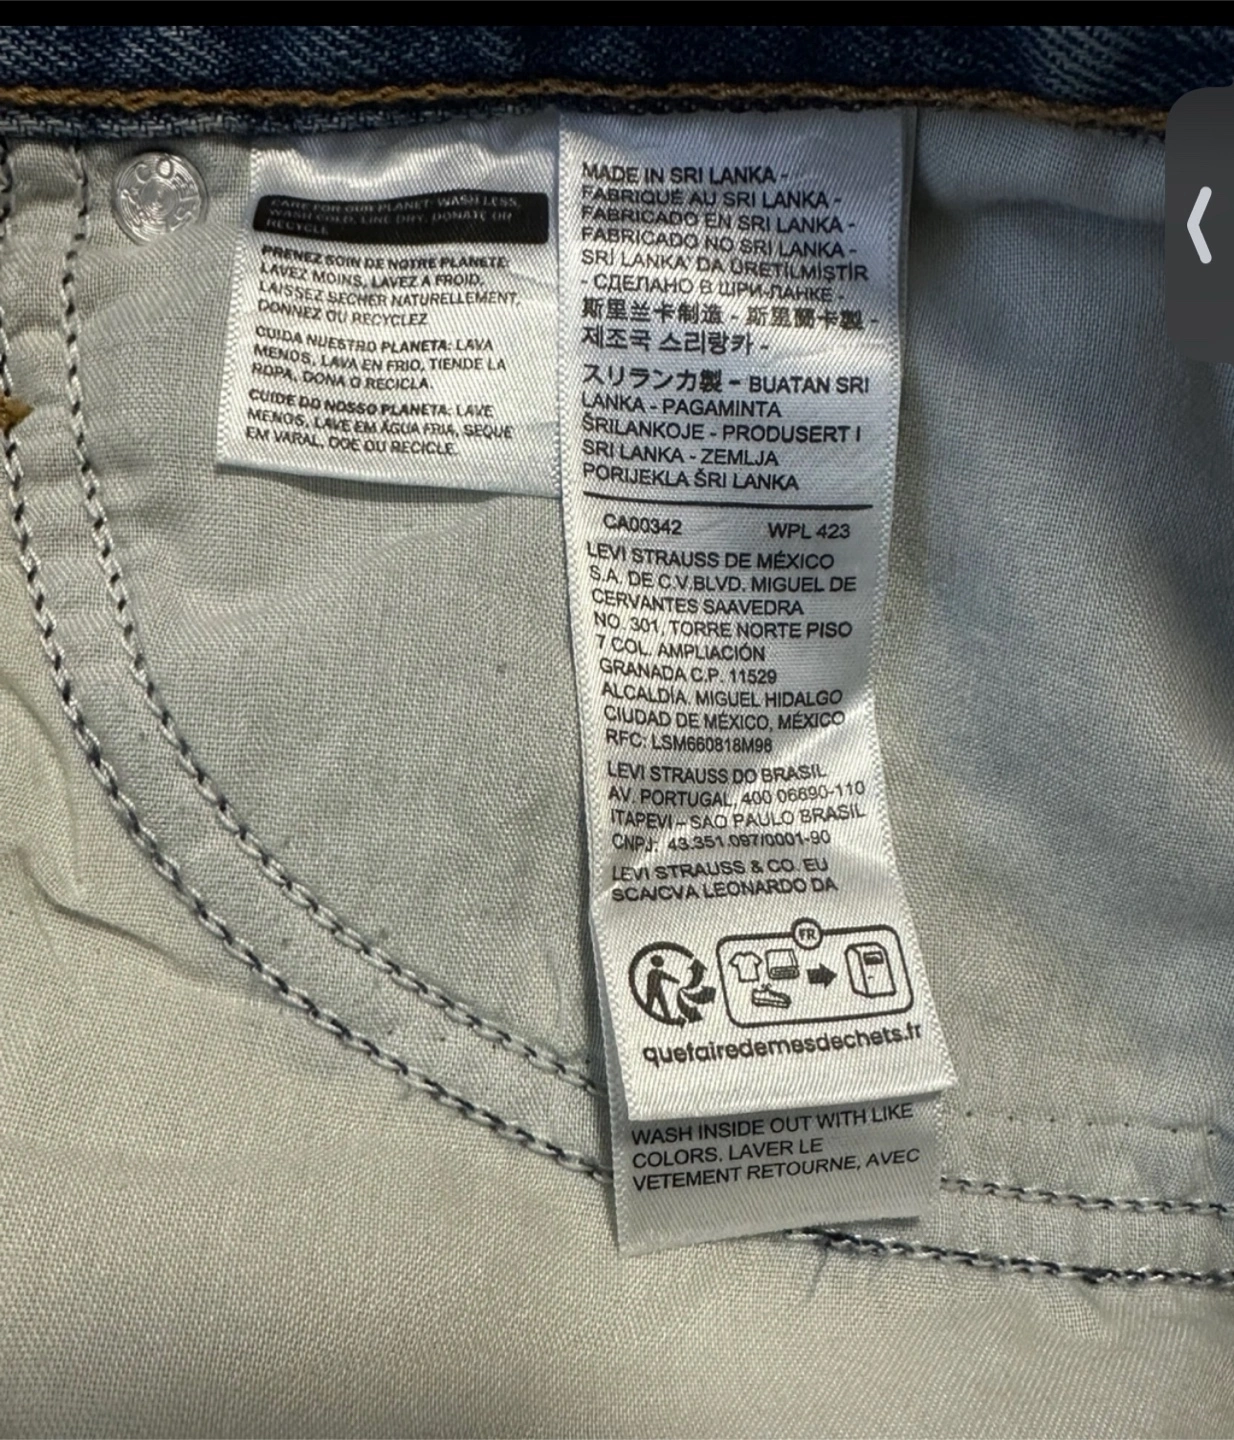 CARE FOR OUR PLANET: WASH LESS,
WASH COLD, LINE DRY, DONATE OR
RECYCLE
PRENEZ SOIN DE NOTRE PLANETE:
LAVEZ MOINS, LAVEZ A FROID,
LAISSEZ SECHER NATURELLEMENT,
DONNEZ OU RECYCLEZ
CUIDA NUESTRO PLANETA: LAVA
MENOS, LAVA EN FRIO, TIENDE LA
ROPA, DONA O RECICLA.
CUIDE DO NOSSO PLANETA: LAVE
MENOS, LAVE EM ÁGUA FRIA, SEQUE
EM VARAL, DOE OU RECICLE.
MADE IN SRI LANKA -
FABRIQUÉ AU SRI LANKA -
FABRICADO EN SRI LANKA -
FABRICADO NO SRI LANKA -
SRİ LANKA' DA ÜRETİLMİŞTİR
- СДЕЛАНО В ШРИ-ЛАНКЕ -
斯里兰卡制造 - 斯里蘭卡製 -
제조국 스리랑카 -
スリランカ製 - BUATAN SRI
LANKA - PAGAMINTA
ŠRILANKOJE - PRODUSERT I
SRI LANKA - ZEMLJA
PORIJEKLA ŠRI LANKA
CA00342 WPL 423
LEVI STRAUSS DE MÉXICO
S.A. DE C.V.BLVD. MIGUEL DE
CERVANTES SAAVEDRA
NO. 301, TORRE NORTE PISO
7 COL. AMPLIACIÓN
GRANADA C.P. 11529
ALCALDÍA. MIGUEL HIDALGO
CIUDAD DE MÉXICO, MÉXICO
RFC: LSM660818M98
LEVI STRAUSS DO BRASIL
AV. PORTUGAL, 400 06690-110
ITAPEVI – SAO PAULO BRASIL
CNPJ: 43.351.097/0001-90
LEVI STRAUSS & CO. EU
SCA/CVA LEONARDO DA
FR
quefairedemesdechets.fr
WASH INSIDE OUT WITH LIKE
COLORS. LAVER LE
VETEMENT RETOURNE, AVEC